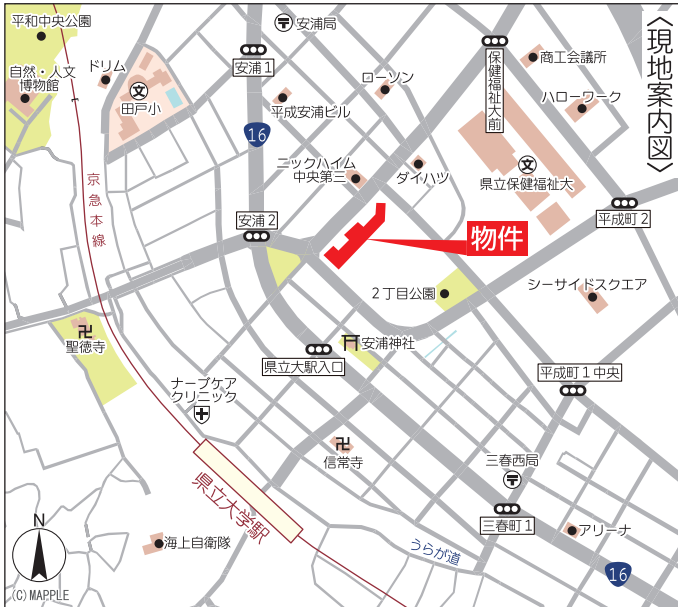 〈現地案内図〉
平和中央公園
自然・人文
博物館
ドリム
田戸小
安浦局
安浦1
平成安浦ビル
ローソン
保健福祉大前
商工会議所
ハローワーク
16
ニックハイム
中央第三
ダイハツ
県立保健福祉大
京急本線
安浦2
物件
平成町2
2丁目公園
シーサイドスクエア
聖徳寺
安浦神社
県立大駅入口
平成町1中央
ナーブケア
クリニック
信常寺
三春西局
県立大学駅
三春町1
アリーナ
海上自衛隊
うらが道
16
N
(C)MAPPLE